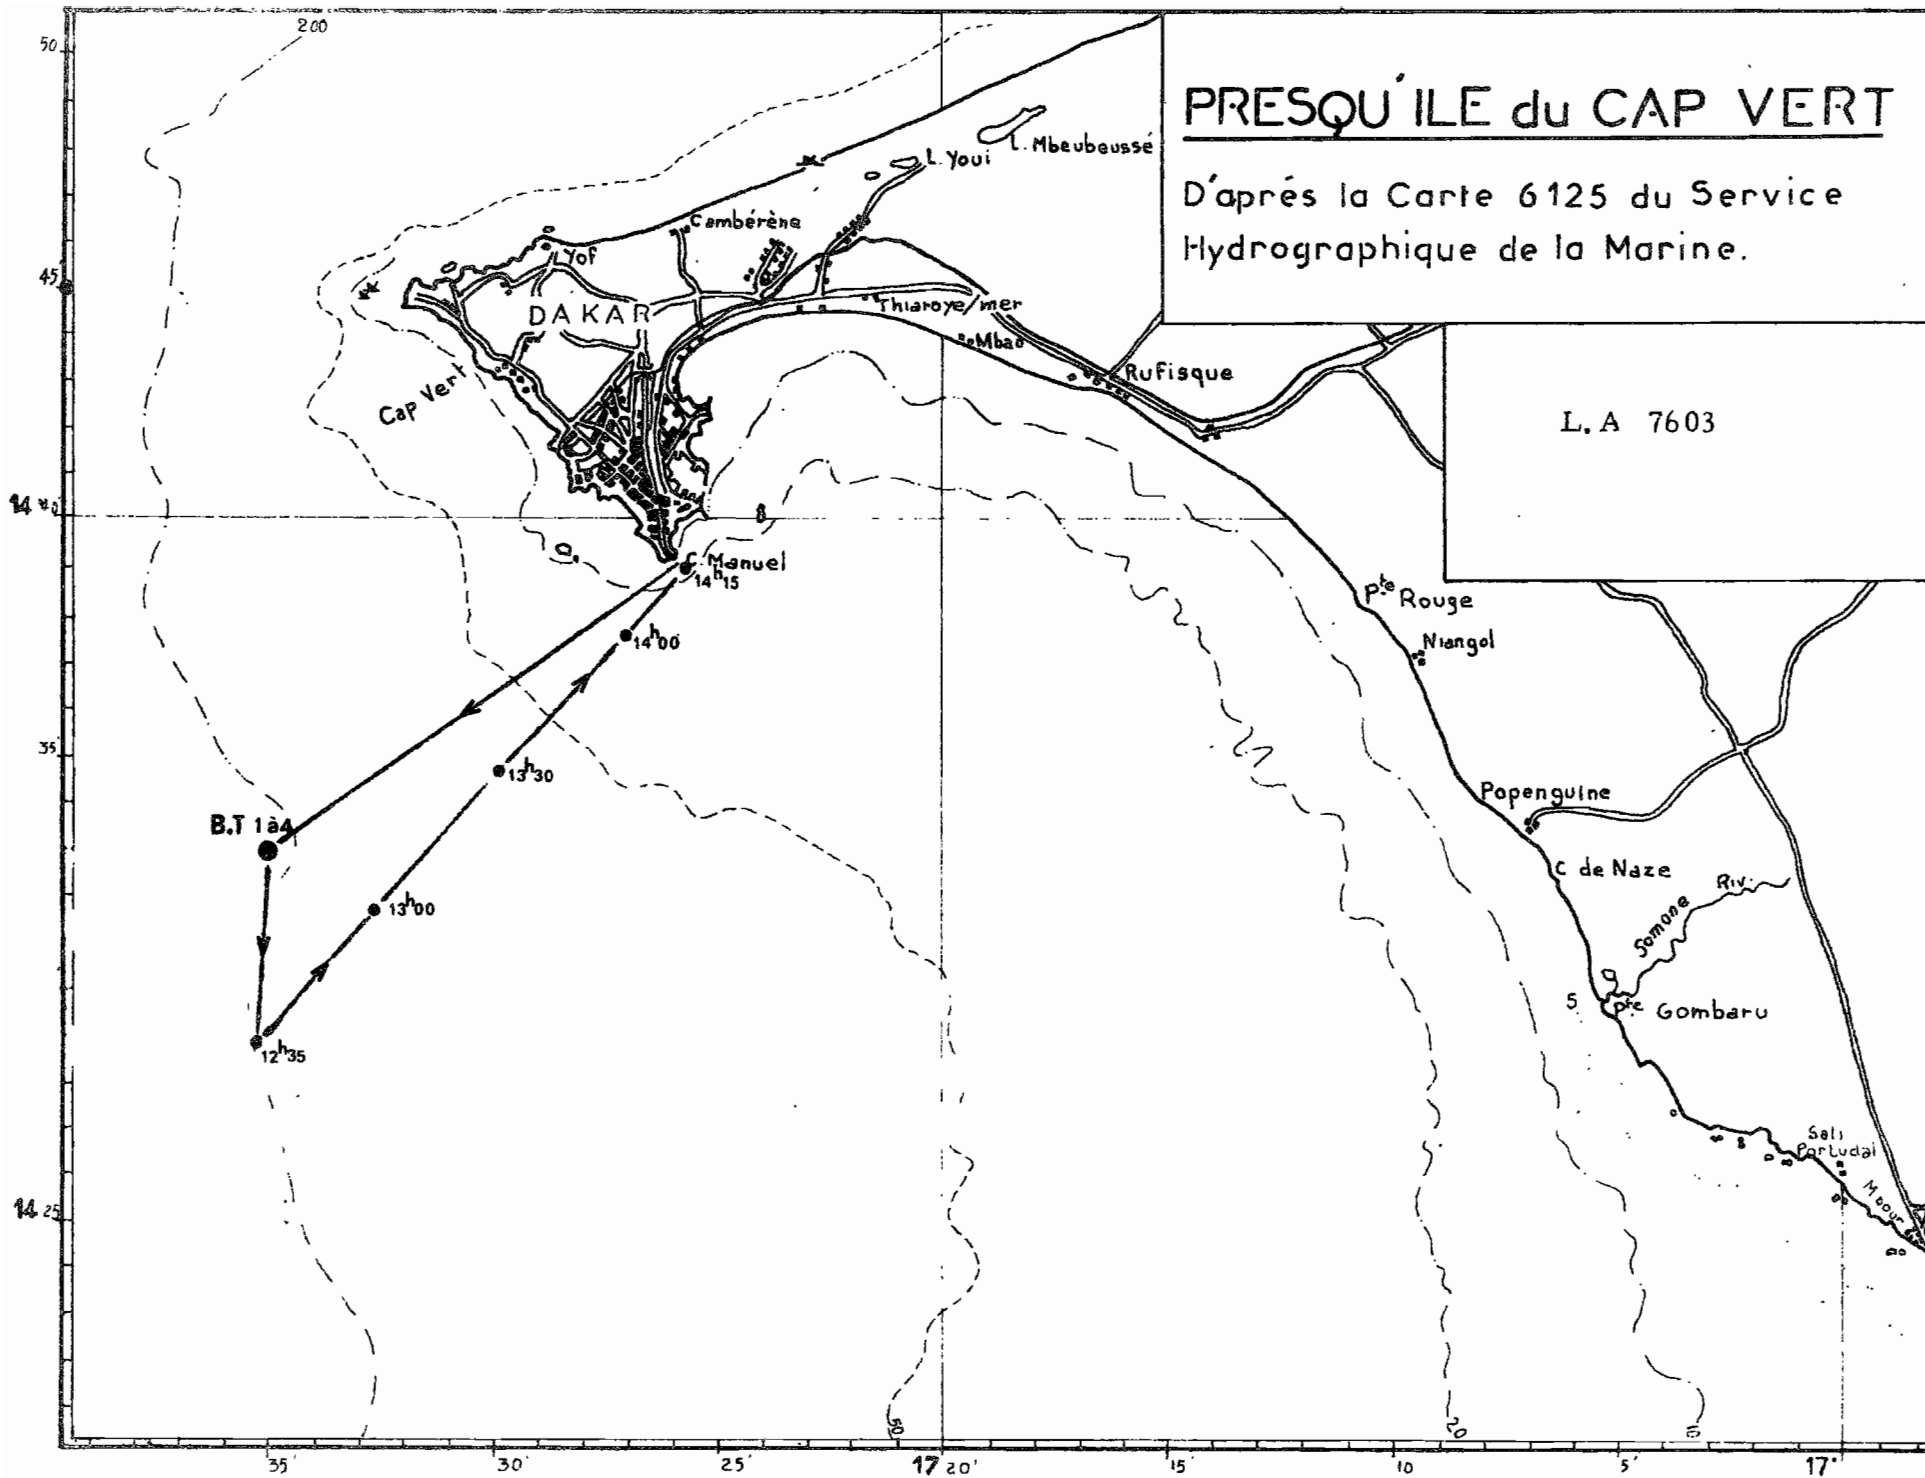 PRESQU'ILE du CAP VERT
D'aprés la Carte 6125 du Service
Hydrographique de la Marine.
L.A 7603
200
50
45
14 40
35
14 25
L. Mbeubeussé
L. Youi
Cambérène
Yof
DAKAR
Thiaroye/mer
Mbao
Rufisque
Cap Vert
C Manuel
14h15
14h00
13h30
B.T 1à4
13h00
12h35
Pte Rouge
Niangol
Popenguine
C de Naze
Somone
Riv.
S
Pte Gombaru
Sali
Portudal
Mbour
50
20
10
35'
30'
25'
17 20'
15'
10
5'
17°